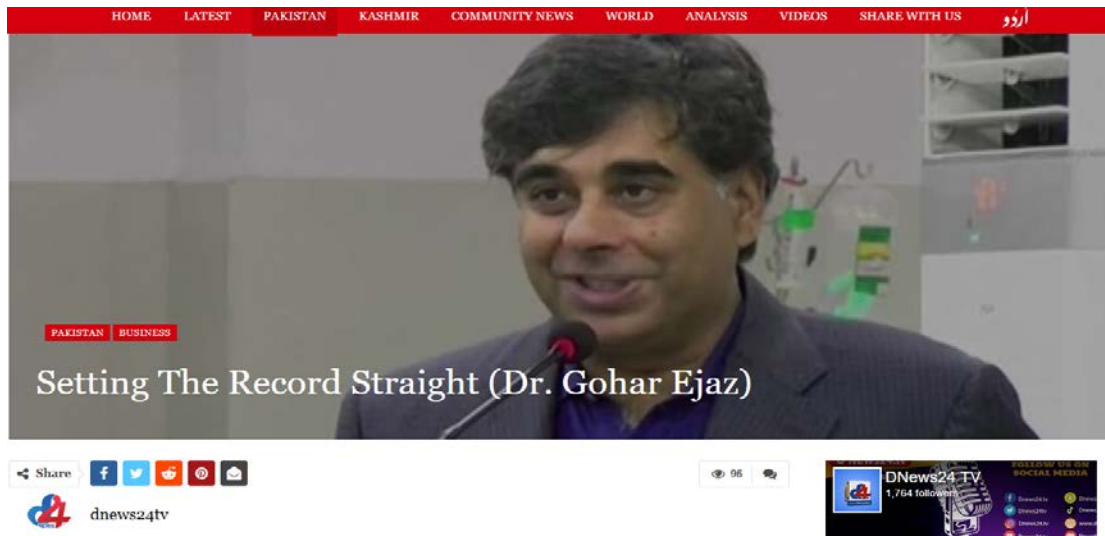 HOME LATEST PAKISTAN KASHMIR COMMUNITY NEWS WORLD ANALYSIS VIDEOS SHARE WITH US اُردُو
PAKISTAN BUSINESS
Setting The Record Straight (Dr. Gohar Ejaz)
Share
96
dnews24tv
DNews24 TV
1,764 followers
FOLLOW US ON
SOCIAL MEDIA